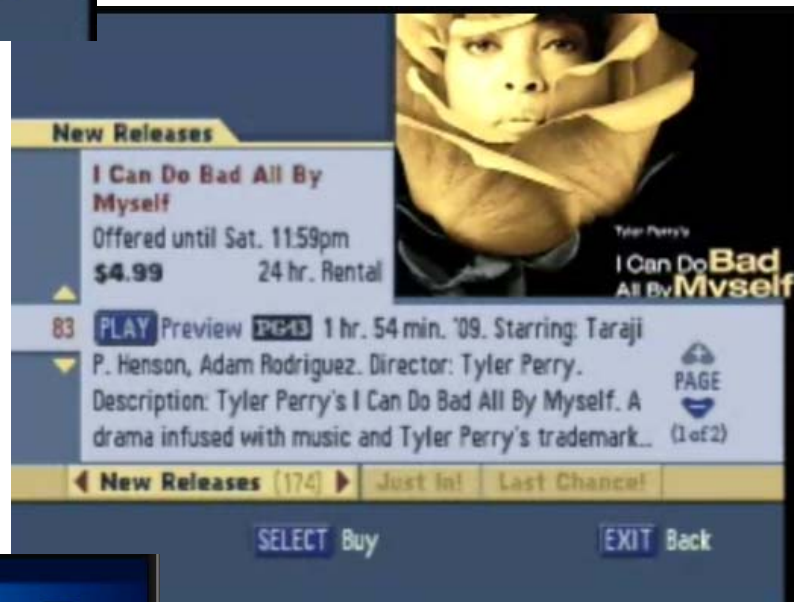 New Releases
I Can Do Bad All By
Myself
Offered until Sat. 11:59pm
$4.99 24 hr. Rental
Tyler Perry's
I Can Do Bad
All By Myself
83 PLAY Preview PG-13 1 hr. 54 min. '09. Starring: Taraji
P. Henson, Adam Rodriguez. Director: Tyler Perry.
Description: Tyler Perry's I Can Do Bad All By Myself. A
drama infused with music and Tyler Perry's trademark...
PAGE
(1 of 2)
New Releases (174) Just In! Last Chance!
SELECT Buy EXIT Back